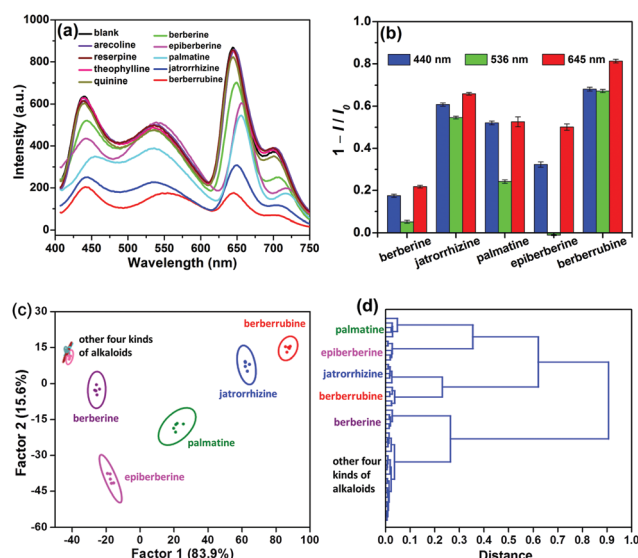 (a)
blank
arecoline
reserpine
theophylline
quinine
berberine
epiberberine
palmatine
jatrorrhizine
berberrubine
Intensity (a.u.)
1000
800
600
400
200
0
400 450 500 550 600 650 700 750
Wavelength (nm)
(b)
440 nm 536 nm 645 nm
1 – I / I0
1.0
0.8
0.6
0.4
0.2
0.0
berberine
jatrorrhizine
palmatine
epiberberine
berberrubine
(c)
berberrubine
other four kinds
of alkaloids
jatrorrhizine
berberine
palmatine
epiberberine
Factor 2 (15.6%)
30
15
0
-15
-30
-45
-60
-40 -20 0 20 40 60 80 100
Factor 1 (83.9%)
(d)
palmatine
epiberberine
jatrorrhizine
berberrubine
berberine
other four
kinds of
alkaloids
0.0 0.1 0.2 0.3 0.4 0.5 0.6 0.7 0.8 0.9 1.0
Distance